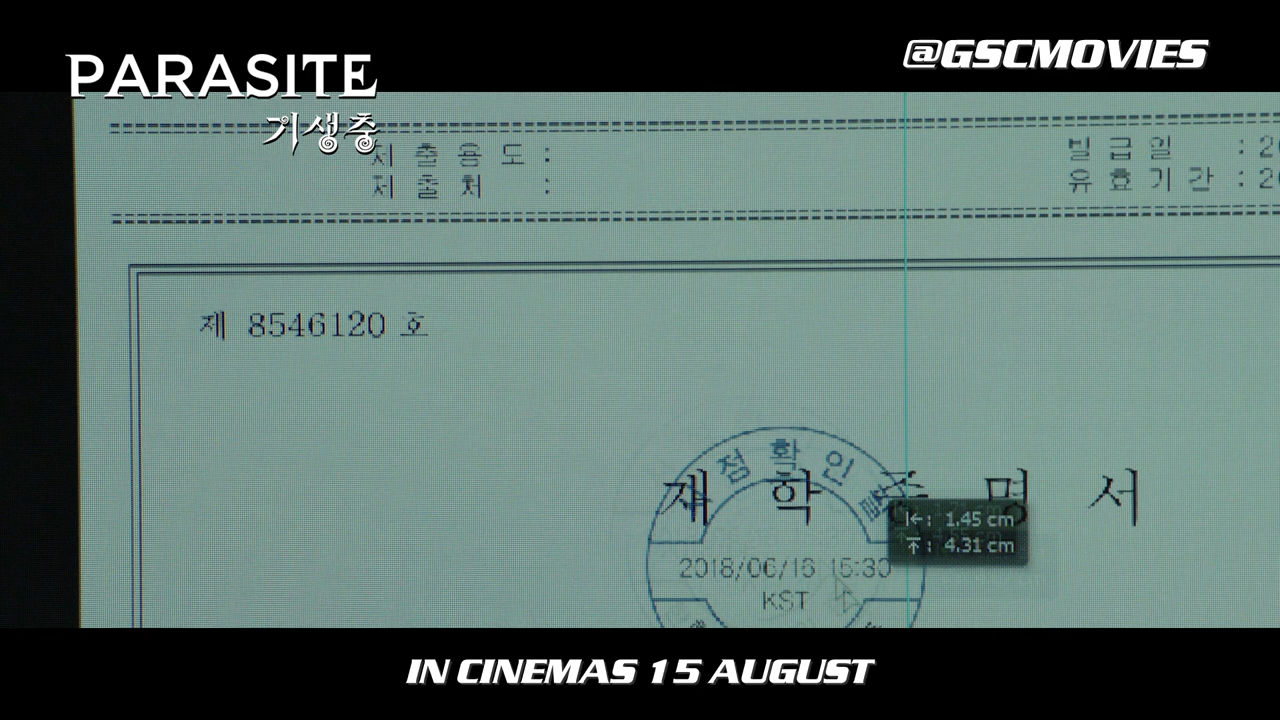 PARASITE
기생충
@GSCMOVIES
제 출 용 도 :
제 출 처 :
발 급 일 : 20
유 효 기 간 : 20
제 8546120 호
점 확 인
재 학 증 명 서
1.45 cm
4.31 cm
2018/06/16 15:30
KST
IN CINEMAS 15 AUGUST